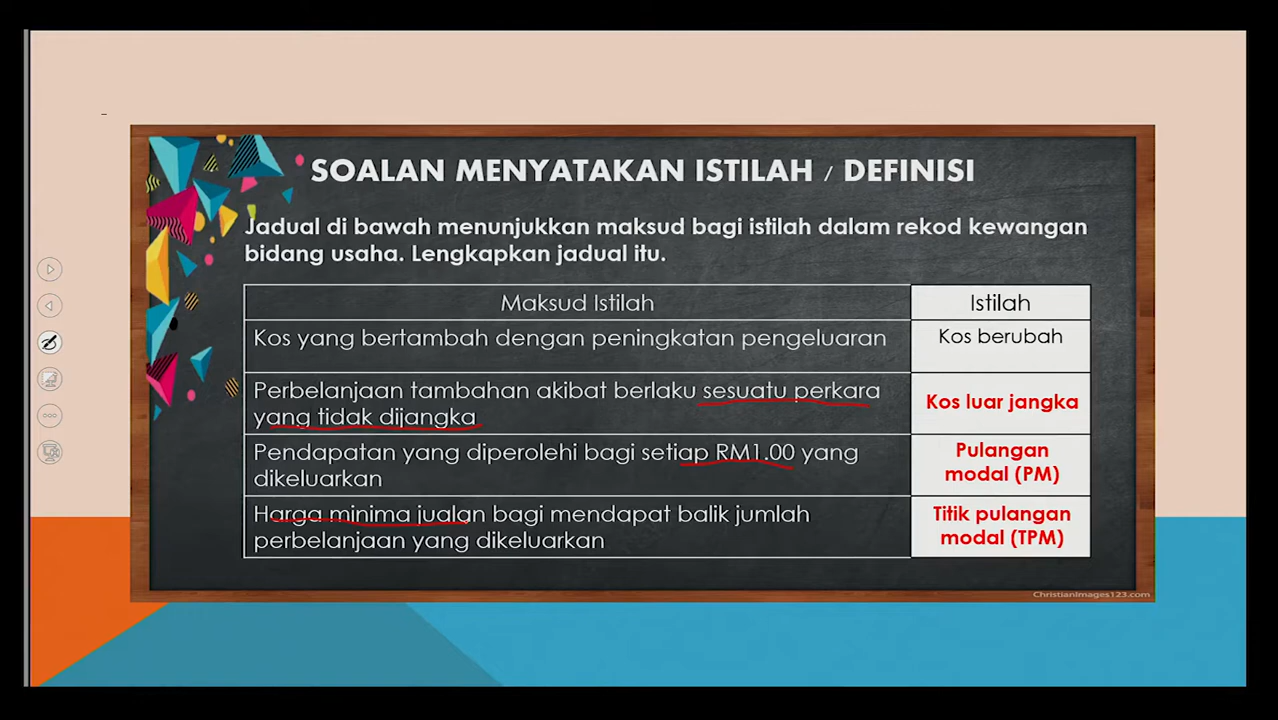 SOALAN MENYATAKAN ISTILAH / DEFINISI
Jadual di bawah menunjukkan maksud bagi istilah dalam rekod kewangan
bidang usaha. Lengkapkan jadual itu.
Maksud Istilah
Istilah
Kos yang bertambah dengan peningkatan pengeluaran
Kos berubah
Perbelanjaan tambahan akibat berlaku sesuatu perkara
yang tidak dijangka
Kos luar jangka
Pendapatan yang diperolehi bagi setiap RM1.00 yang
dikeluarkan
Pulangan
modal (PM)
Harga minima jualan bagi mendapat balik jumlah
perbelanjaan yang dikeluarkan
Titik pulangan
modal (TPM)
ChristianImages123.com